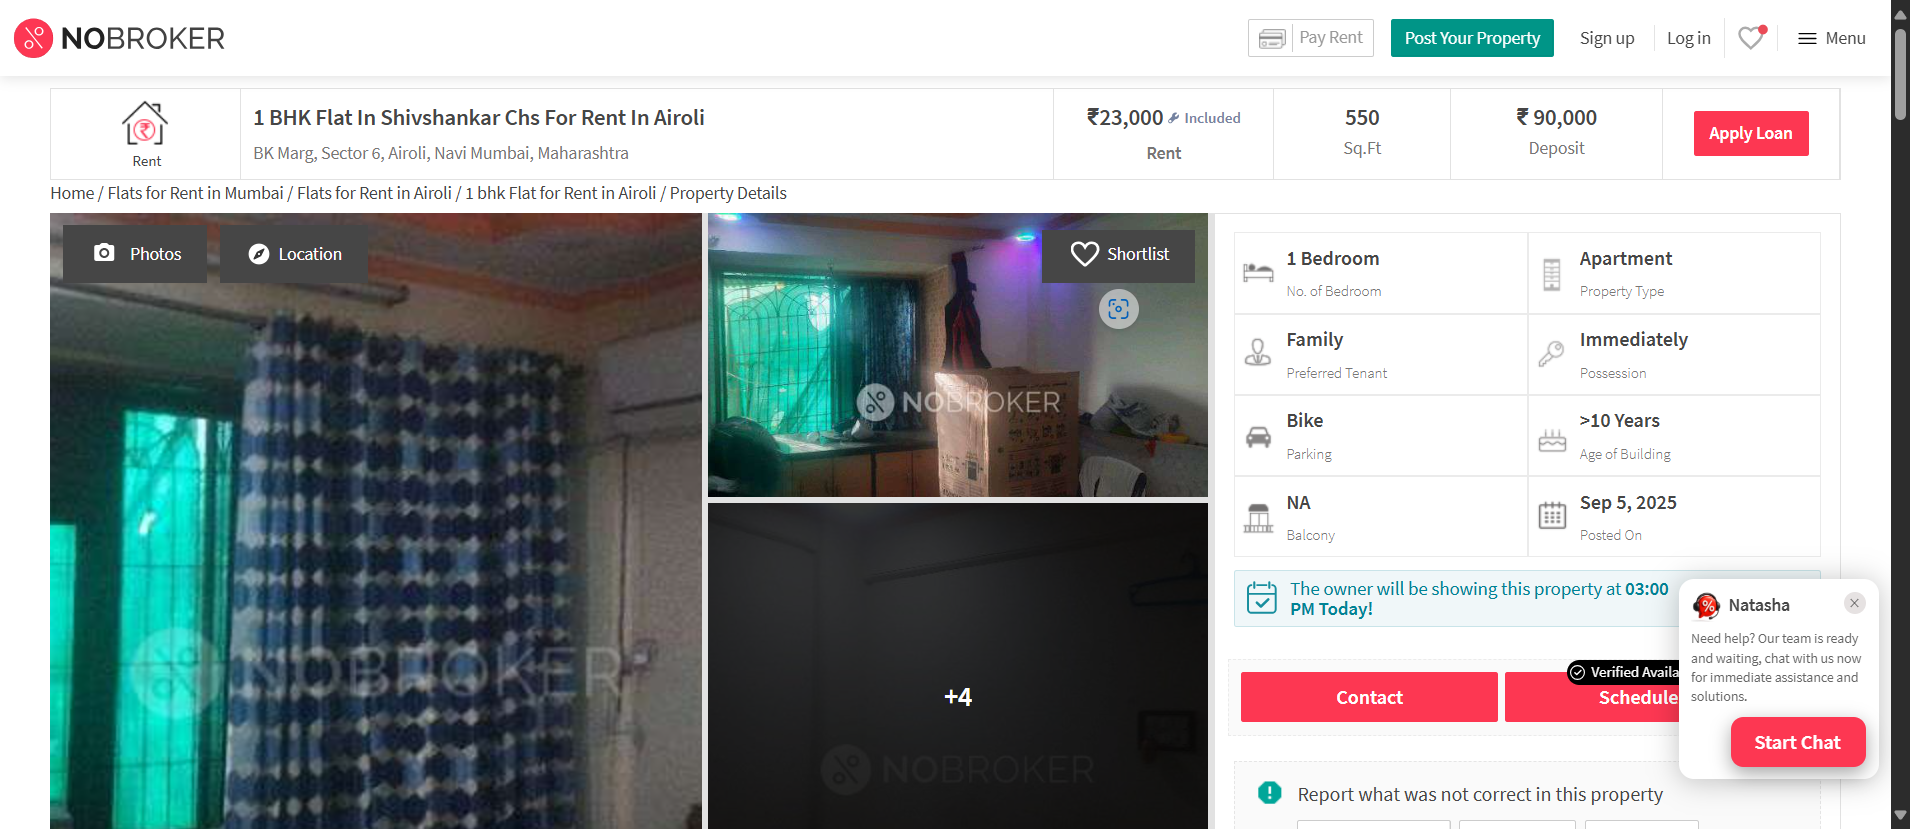 NOBROKER
Pay Rent
Post Your Property
Sign up
Log in
Menu
Rent
1 BHK Flat In Shivshankar Chs For Rent In Airoli
BK Marg, Sector 6, Airoli, Navi Mumbai, Maharashtra
₹23,000 Included
Rent
550
Sq.Ft
₹ 90,000
Deposit
Apply Loan
Home / Flats for Rent in Mumbai / Flats for Rent in Airoli / 1 bhk Flat for Rent in Airoli / Property Details
Photos
Location
Shortlist
NOBROKER
NOBROKER
+4
NOBROKER
1 Bedroom
No. of Bedroom
Apartment
Property Type
Family
Preferred Tenant
Immediately
Possession
Bike
Parking
>10 Years
Age of Building
NA
Balcony
Sep 5, 2025
Posted On
The owner will be showing this property at 03:00
PM Today!
Verified Availa
Contact
Schedule
Natasha
Need help? Our team is ready
and waiting, chat with us now
for immediate assistance and
solutions.
Start Chat
Report what was not correct in this property